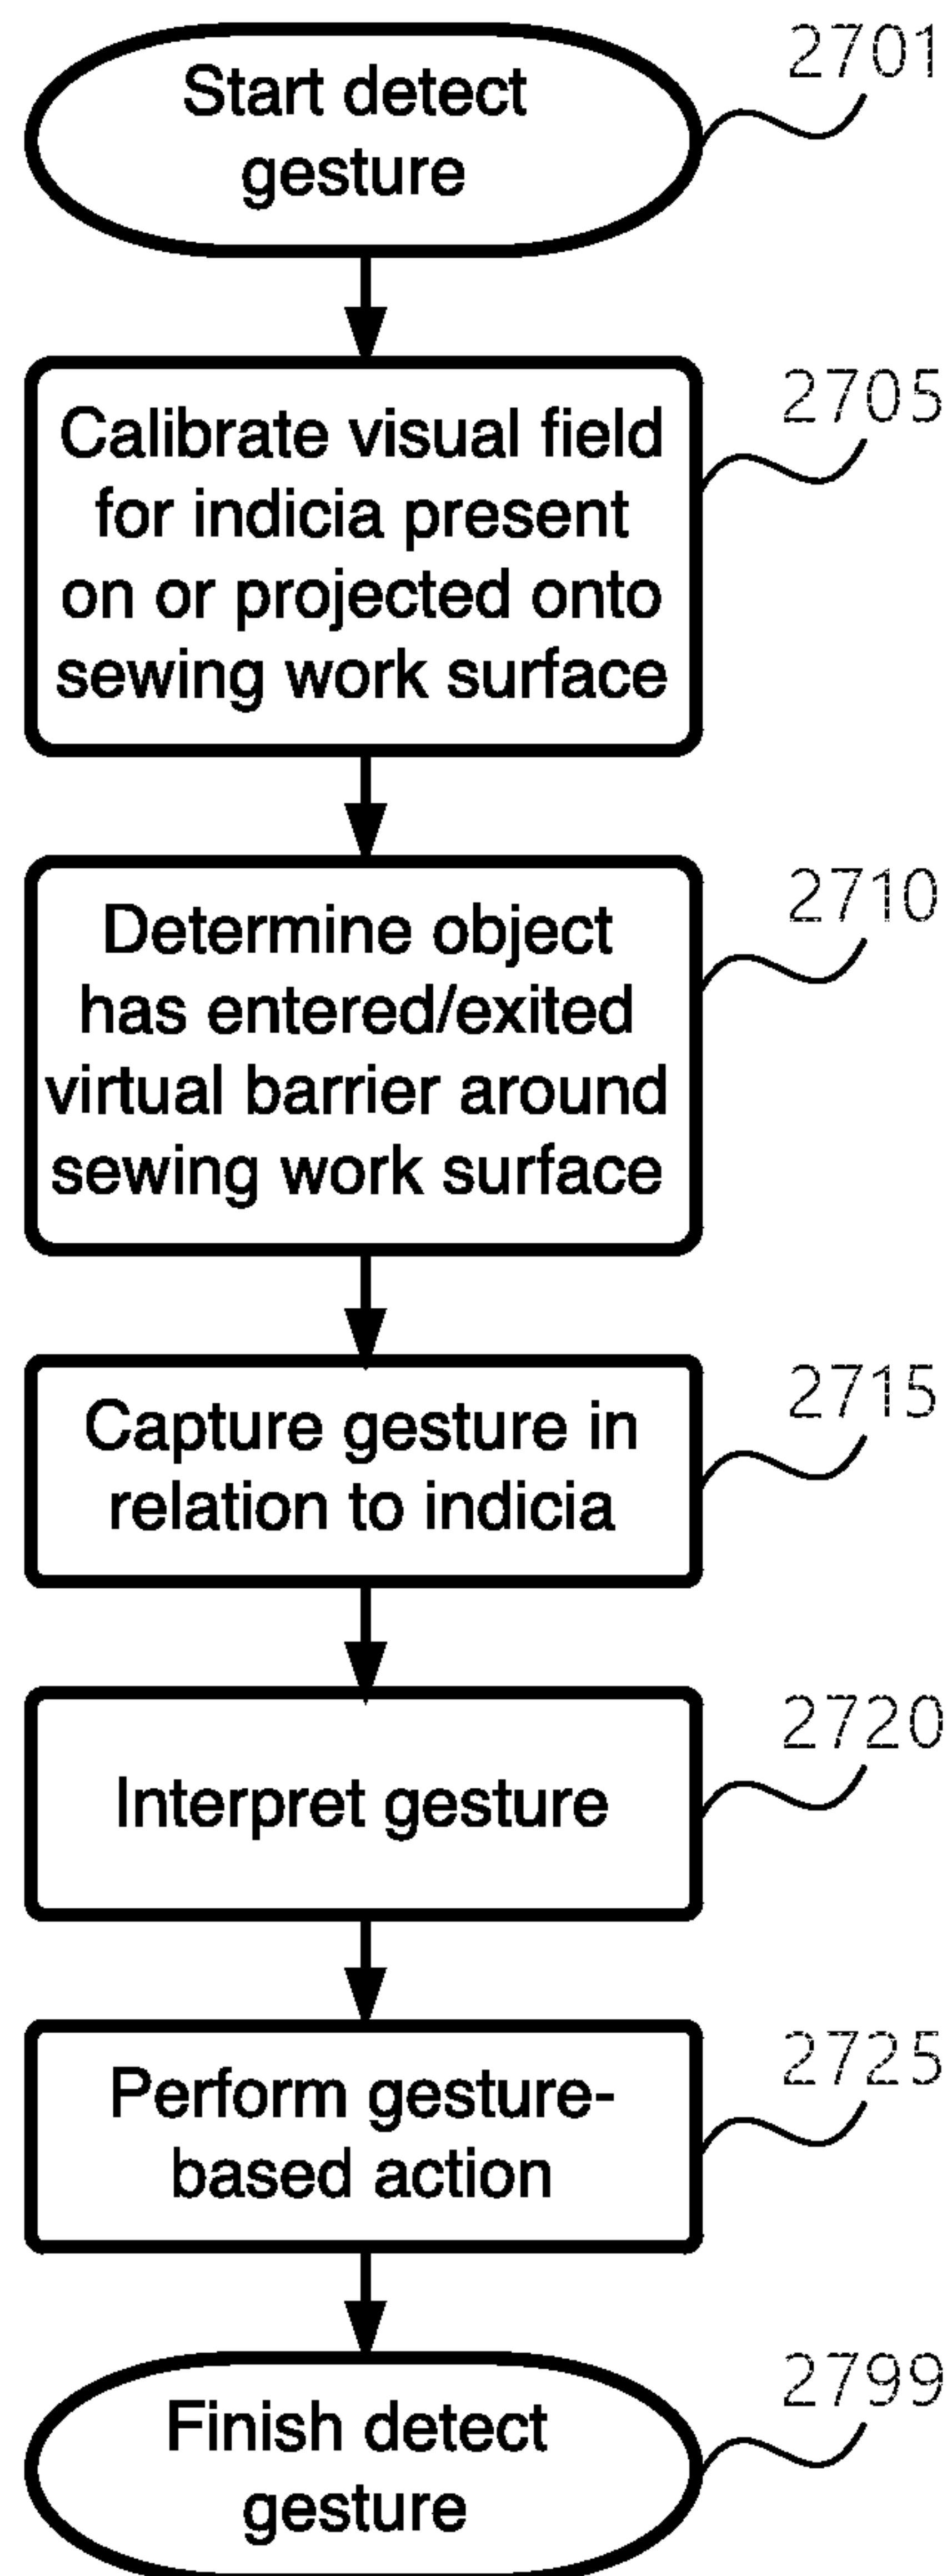 2701
Start detect
gesture
2705
Calibrate visual field
for indicia present
on or projected onto
sewing work surface
2710
Determine object
has entered/exited
virtual barrier around
sewing work surface
2715
Capture gesture in
relation to indicia
2720
Interpret gesture
2725
Perform gesture-
based action
2799
Finish detect
gesture